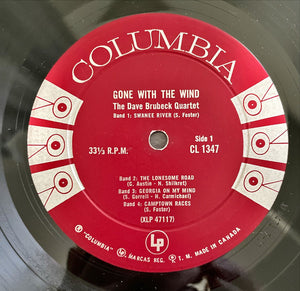 COLUMBIA
GONE WITH THE WIND
The Dave Brubeck Quartet
Band 1: SWANEE RIVER (S. Foster)
Side 1
33⅓ R.P.M.
CL 1347
Band 2: THE LONESOME ROAD
(G. Austin - N. Shilkret)
Band 3: GEORGIA ON MY MIND
(S. Gorrell - H. Carmichael)
Band 4: CAMPTOWN RACES
(S. Foster)
(XLP 47117)
LP
"COLUMBIA" MARCAS REG. T. M. MADE IN CANADA